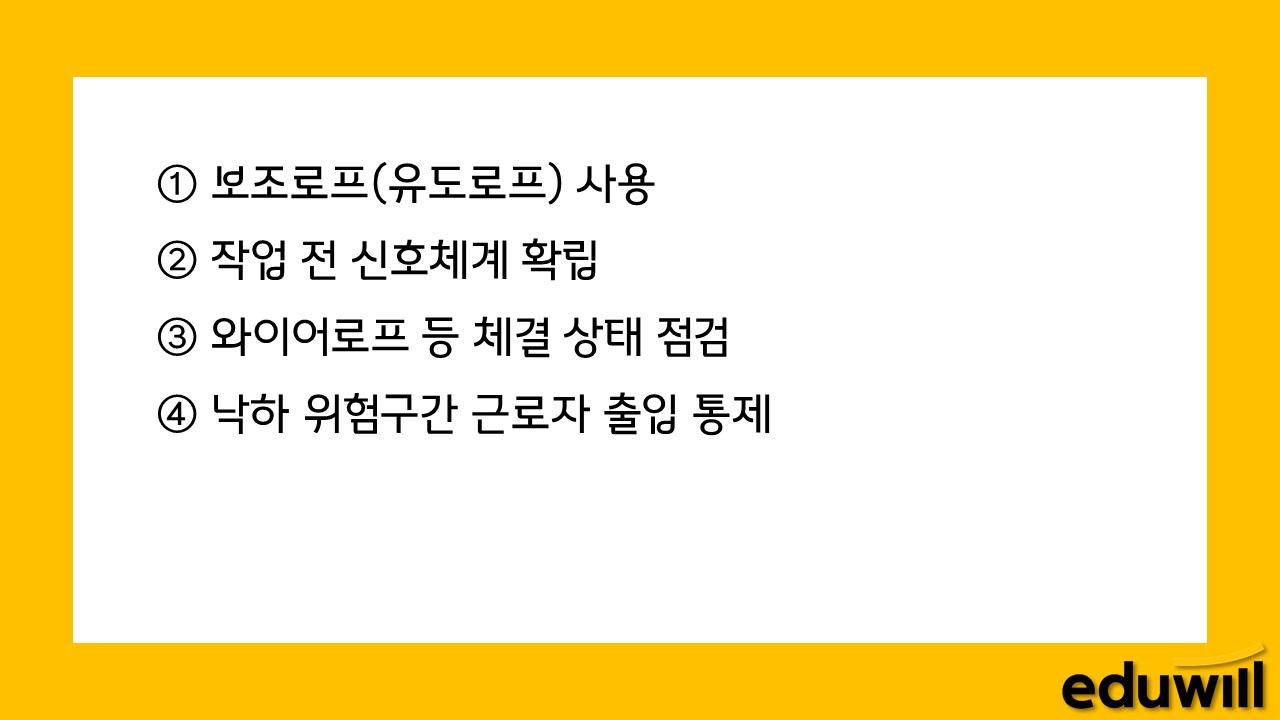 ① 보조로프(유도로프) 사용
② 작업 전 신호체계 확립
③ 와이어로프 등 체결 상태 점검
④ 낙하 위험구간 근로자 출입 통제
eduwill